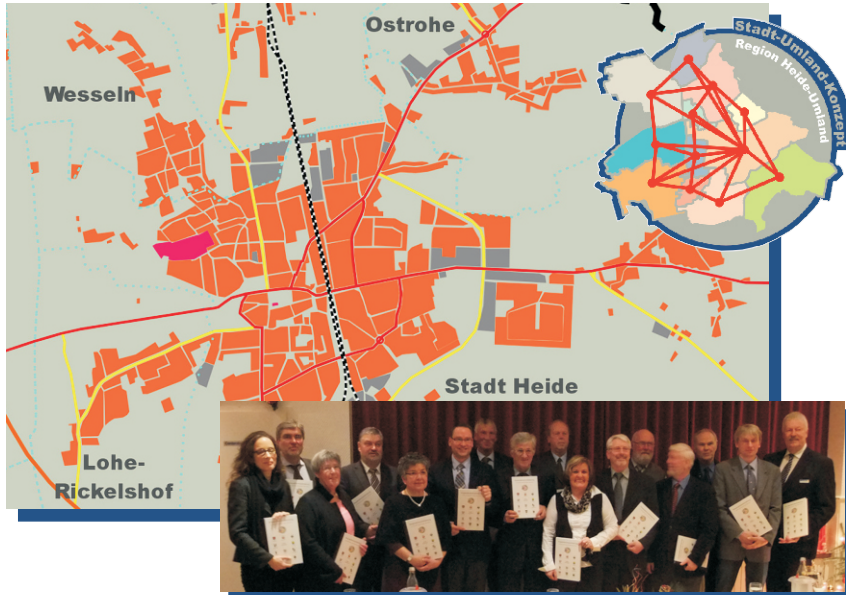 Ostrohe
Wesseln
Stadt-Umland-Konzept
Region Heide-Umland
Stadt Heide
Lohe-
Rickelshof